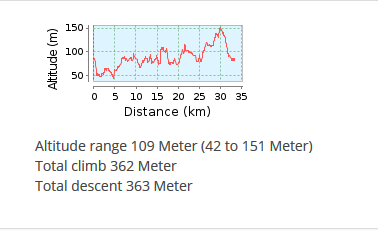 Altitude (m)
150
100
50
0 5 10 15 20 25 30 35
Distance (km)
Altitude range 109 Meter (42 to 151 Meter)
Total climb 362 Meter
Total descent 363 Meter